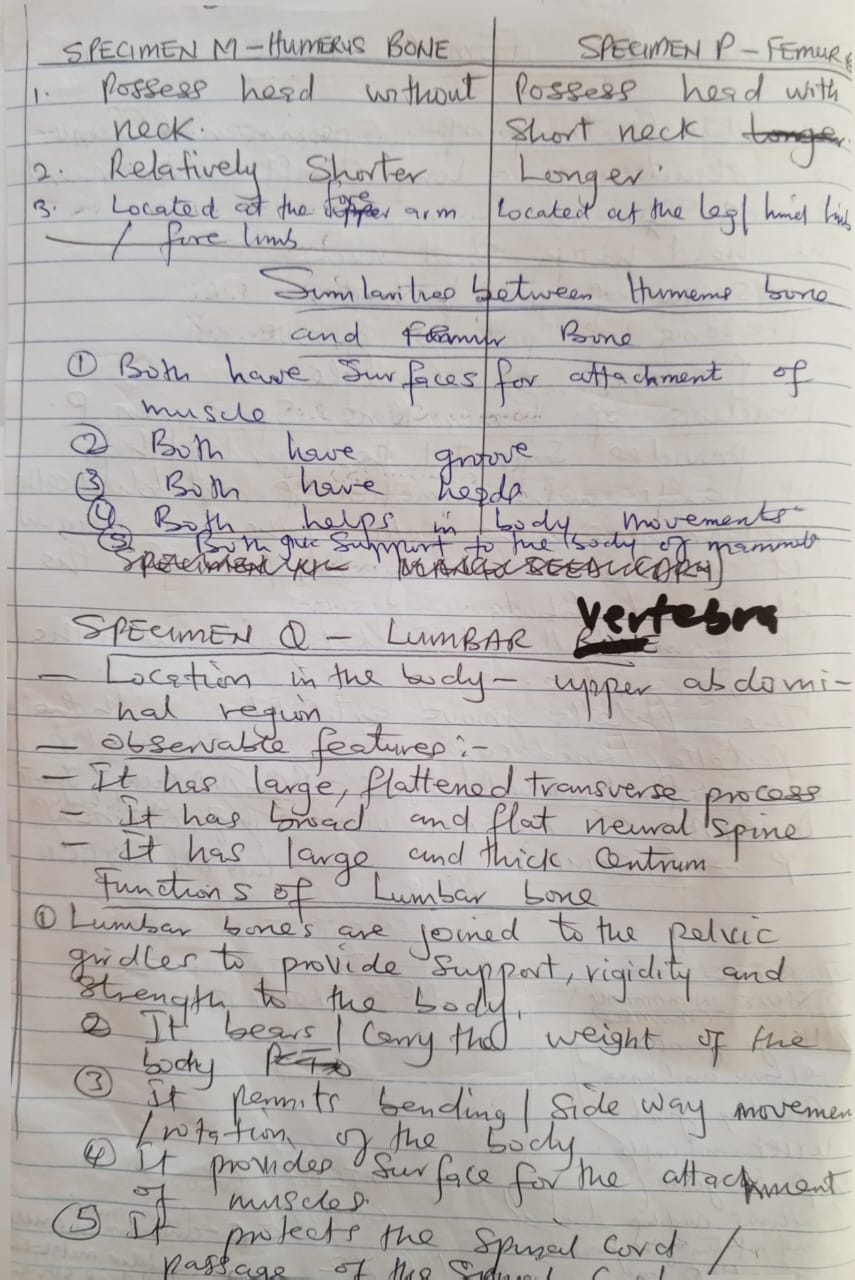 SPECIMEN M - HUMERUS BONE
SPECIMEN P - FEMUR
1. Possess head without
neck.
Possess head with
Short neck
2. Relatively Shorter
Longer.
3. Located at the fore arm
/ fore limb
Located at the leg/ hind limb
Similarities between Humerus bone
and Femur Bone
① Both have Surfaces for attachment of
muscle
② Both have groove
③ Both have heads
④ Both helps in body movements
⑤ Both give Support to the body of mammals
SPECIMEN Q - LUMBAR Vertebra
- Location in the body - upper abdomi-
nal region
- Observable features:-
- It has large, flattened transverse process
- It has broad and flat neural spine
- It has large and thick Centrum
Functions of Lumbar bone
① Lumbar bone's are joined to the pelvic
girdles to provide Support, rigidity and
Strength to the body.
② It bears / Carry the weight of the
body
③ It permits bending / Side way movemen
/ rotation of the body
④ It provides Surface for the attachment
of muscles.
⑤ It protects the Spinal Cord /
passage of the Spinal Cord